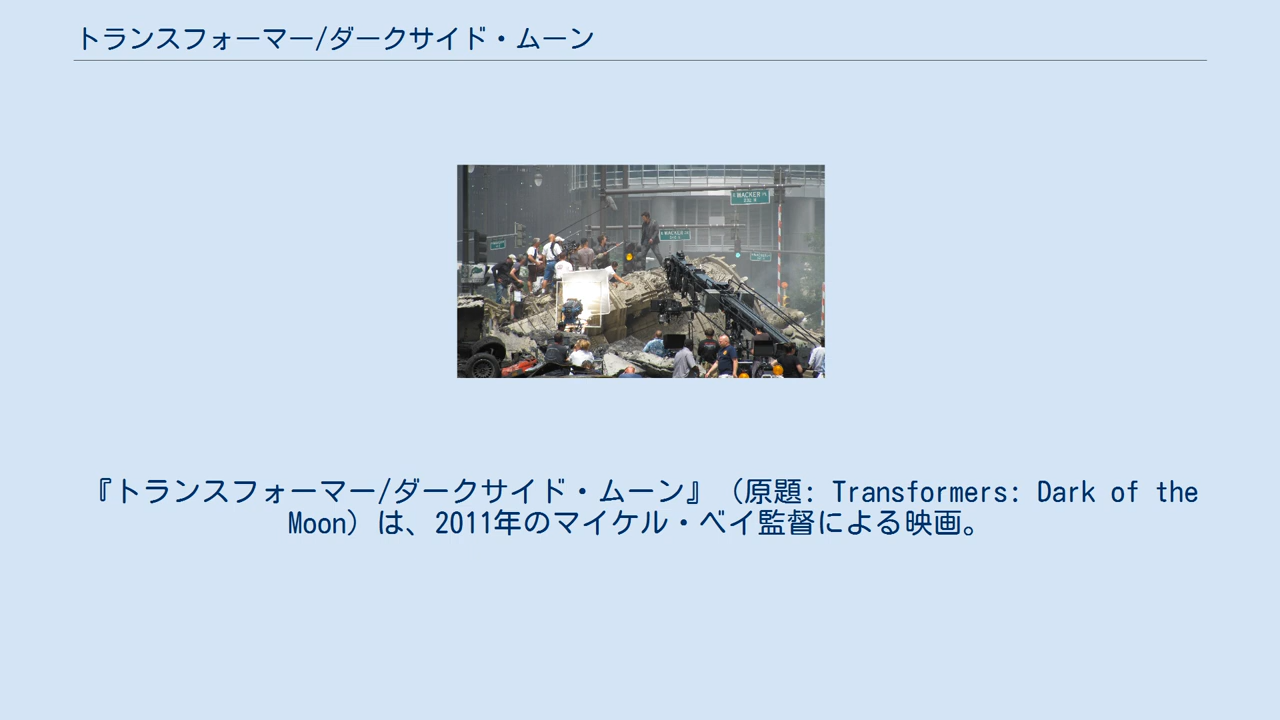 トランスフォーマー/ダークサイド・ムーン
WACKER
WACKER
『トランスフォーマー/ダークサイド・ムーン』（原題: Transformers: Dark of the
Moon）は、2011年のマイケル・ベイ監督による映画。